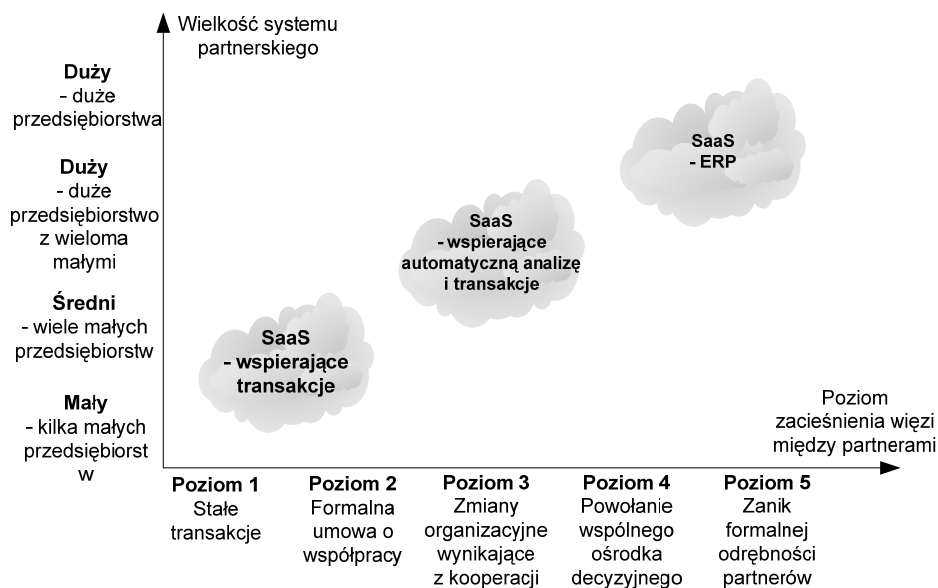 Wielkość systemu
partnerskiego
Duży
- duże
przedsiębiorstwa
Duży
- duże
przedsiębiorstwo
z wieloma
małymi
Średni
- wiele małych
przedsiębiorstw
Mały
- kilka małych
przedsiębiorst
w
SaaS
- ERP
SaaS
- wspierające
automatyczną analizę
i transakcje
SaaS
- wspierające
transakcje
Poziom
zacieśnienia więzi
między partnerami
Poziom 1
Stałe
transakcje
Poziom 2
Formalna
umowa o
współpracy
Poziom 3
Zmiany
organizacyjne
wynikające
z kooperacji
Poziom 4
Powołanie
wspólnego
ośrodka
decyzyjnego
Poziom 5
Zanik
formalnej
odrębności
partnerów